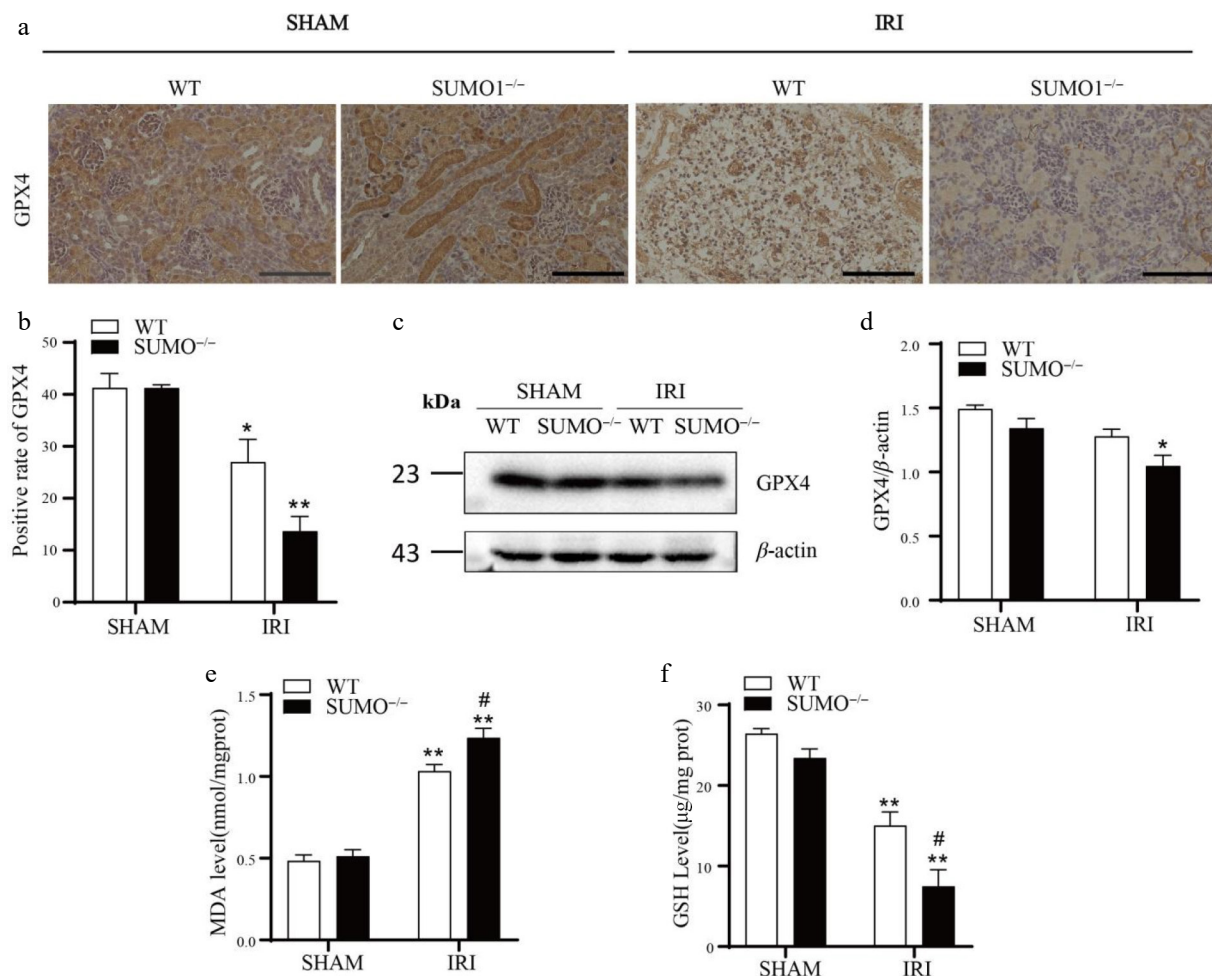 a
SHAM IRI
WT SUMO1−/− WT SUMO1−/−
GPX4
b
WT
SUMO−/−
Positive rate of GPX4
50
40
30
20
10
0
*
**
SHAM IRI
c
kDa SHAM IRI
WT SUMO−/− WT SUMO−/−
23 GPX4
43 β-actin
d
WT
SUMO−/−
GPX4/β-actin
2.0
1.5
1.0
1.5
0.0
*
SHAM IRI
e
WT
SUMO−/−
MDA level(nmol/mgprot)
1.5
1.0
0.5
0
**
#
**
SHAM IRI
f
WT
SUMO−/−
GSH Level(μg/mg prot)
30
20
10
0
**
#
**
SHAM IRI